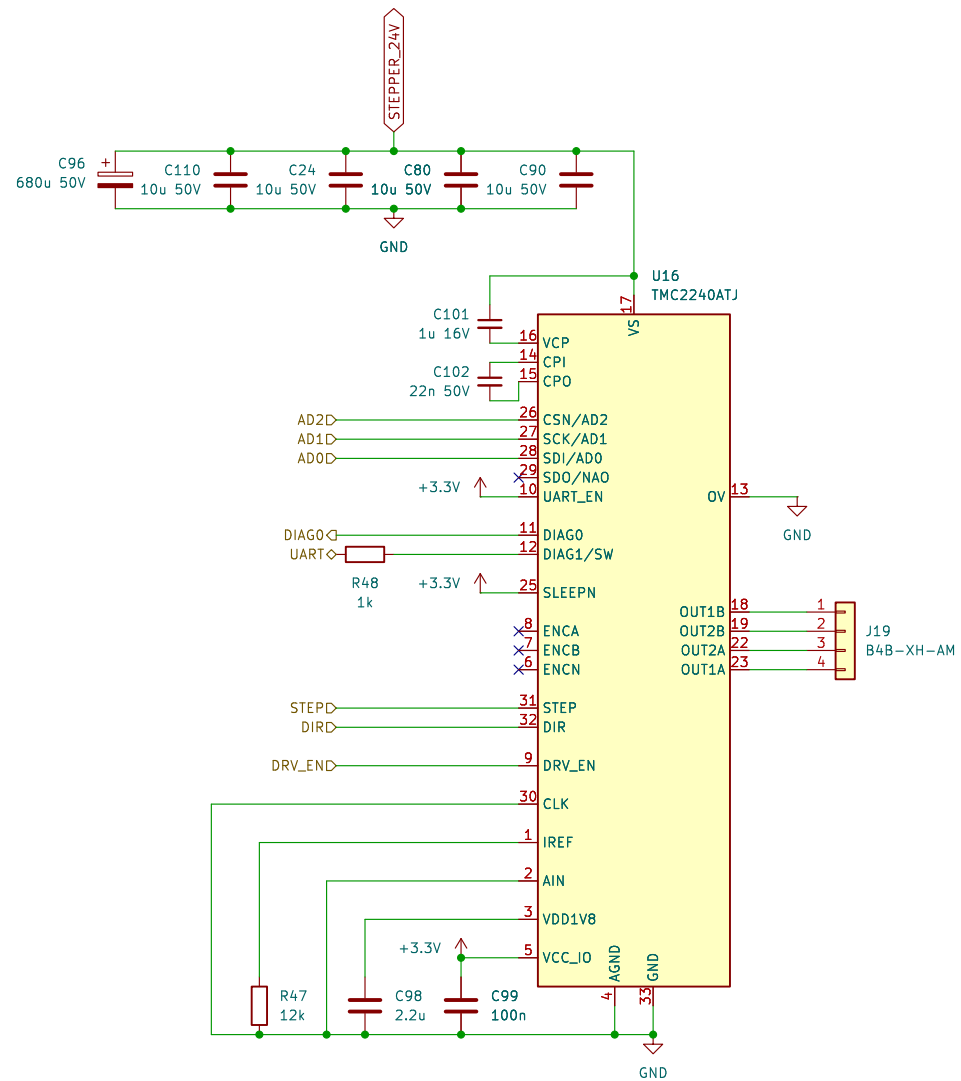 STEPPER_24V
C96
680u 50V
+
C110
10u 50V
C24
10u 50V
C80
10u 50V
C90
10u 50V
GND
U16
TMC2240ATJ
C101
1u 16V
C102
22n 50V
17
VS
16
VCP
14
CPI
15
CPO
AD2
26
CSN/AD2
AD1
27
SCK/AD1
AD0
28
SDI/AD0
29
SDO/NAO
+3.3V
10
UART_EN
OV
13
GND
DIAG0
11
DIAG0
UART
12
DIAG1/SW
R48
1k
+3.3V
25
SLEEPN
8
ENCA
7
ENCB
6
ENCN
OUT1B
18
1
OUT2B
19
2
OUT2A
22
3
OUT1A
23
4
J19
B4B-XH-AM
STEP
31
STEP
DIR
32
DIR
DRV_EN
9
DRV_EN
30
CLK
1
IREF
2
AIN
3
VDD1V8
+3.3V
5
VCC_IO
AGND
4
GND
33
R47
12k
C98
2.2u
C99
100n
GND